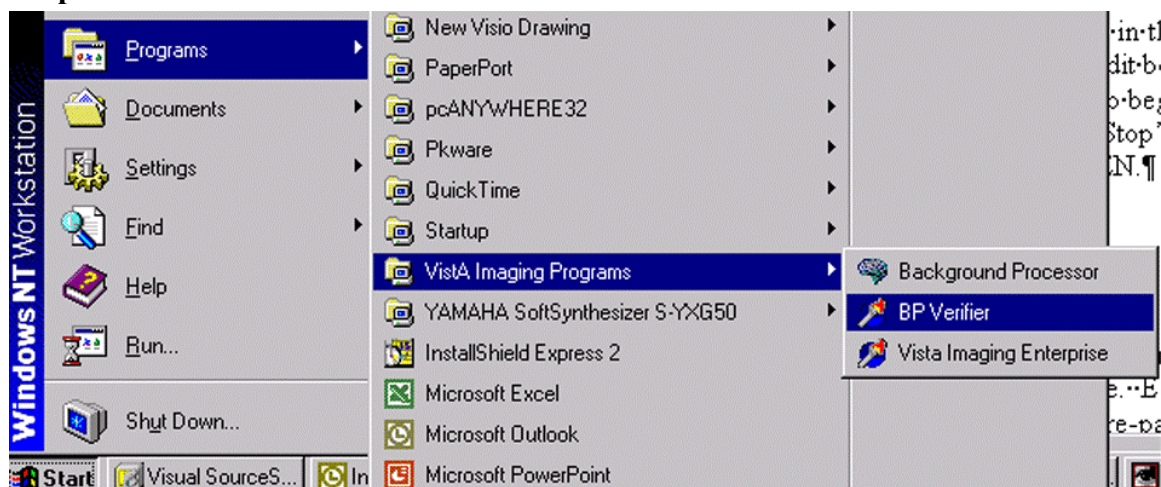 Windows NT Workstation
Programs
Documents
Settings
Find
Help
Run...
Shut Down...
New Visio Drawing
PaperPort
pcANYWHERE32
Pkware
QuickTime
Startup
VistA Imaging Programs
YAMAHA SoftSynthesizer S-YXG50
InstallShield Express 2
Microsoft Excel
Microsoft Outlook
Microsoft PowerPoint
Background Processor
BP Verifier
Vista Imaging Enterprise
Start
Visual SourceS...
In